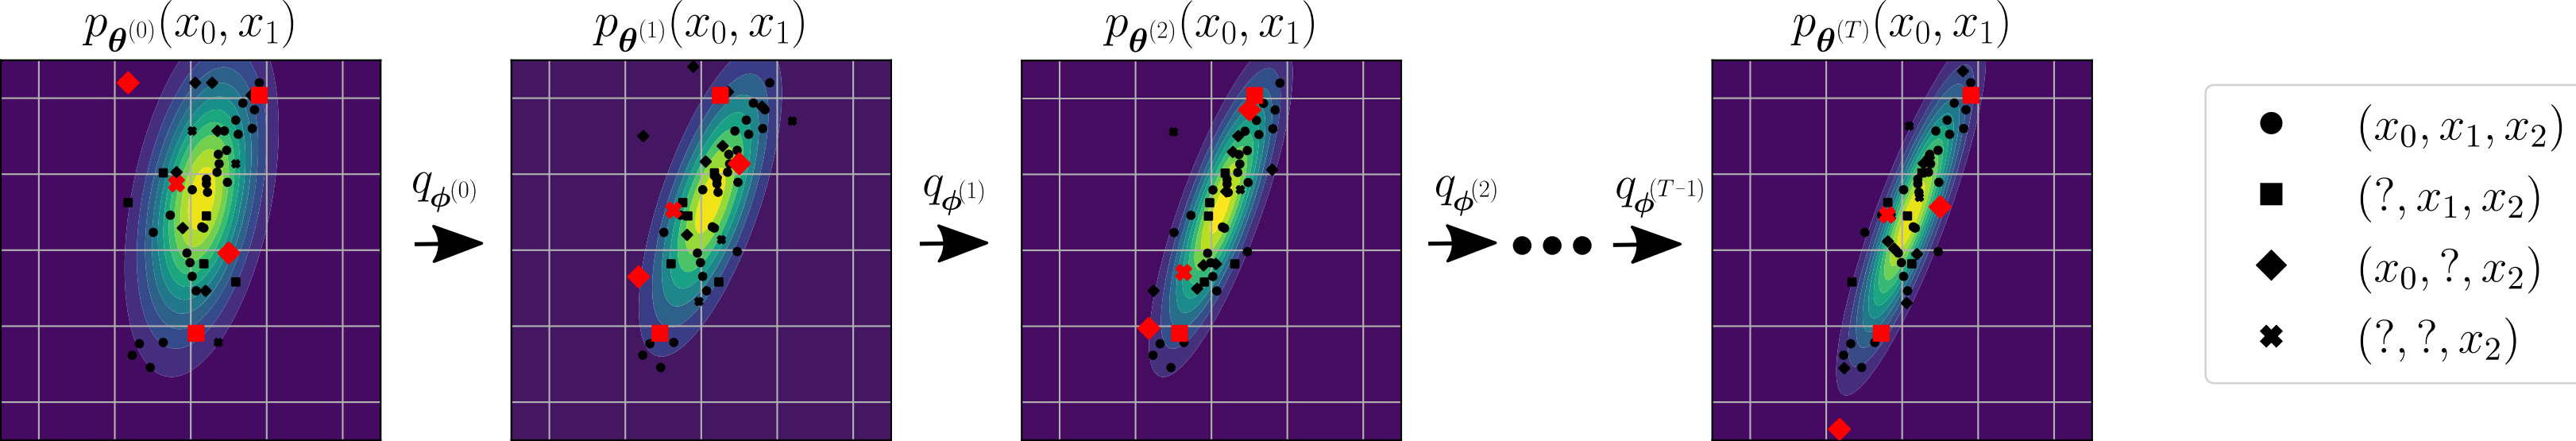 p_θ^(0)(x_0, x_1)
p_θ^(1)(x_0, x_1)
p_θ^(2)(x_0, x_1)
p_θ^(T)(x_0, x_1)
q_ϕ^(0)
q_ϕ^(1)
q_ϕ^(2)
q_ϕ^(T-1)
(x_0, x_1, x_2)
(?, x_1, x_2)
(x_0, ?, x_2)
(?, ?, x_2)